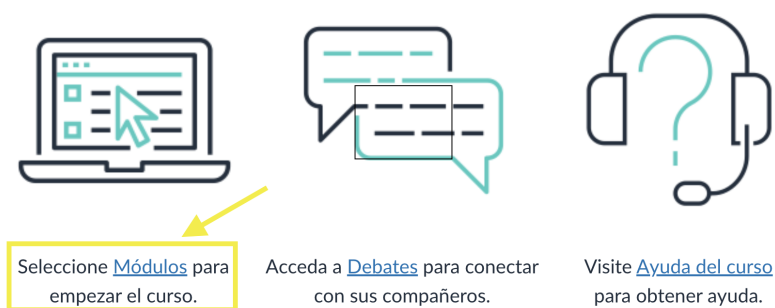 Seleccione Módulos para
empezar el curso.
Acceda a Debates para conectar
con sus compañeros.
Visite Ayuda del curso
para obtener ayuda.